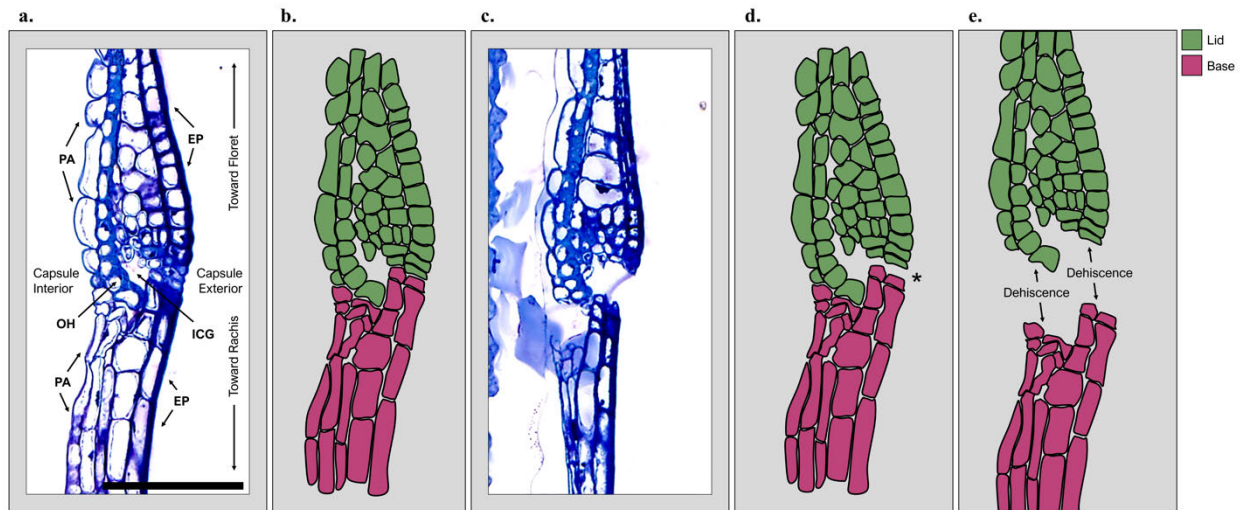 a.
b.
c.
d.
e.
Lid
Base
EP
PA
Toward Floret
Capsule
Interior
Capsule
Exterior
OH
ICG
PA
EP
Toward Rachis
*
Dehiscence
Dehiscence